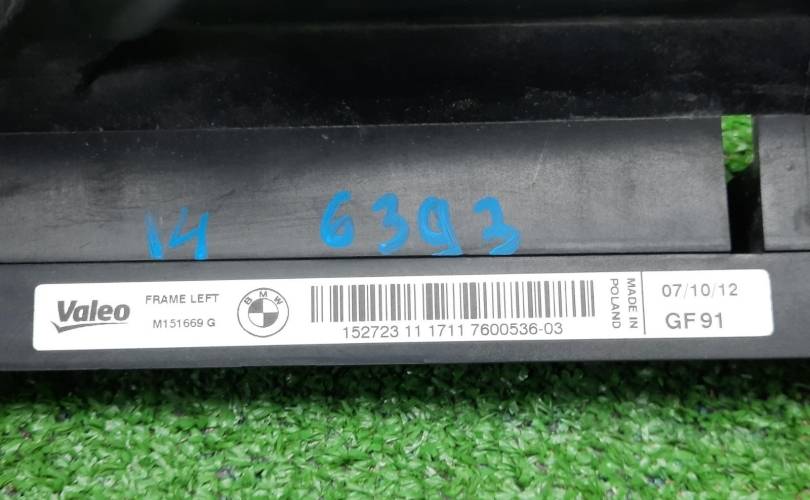 14 6393
Valeo
FRAME LEFT
M151669 G
BMW
152723 11 1711 7600536-03
MADE IN
POLAND
07/10/12
GF91